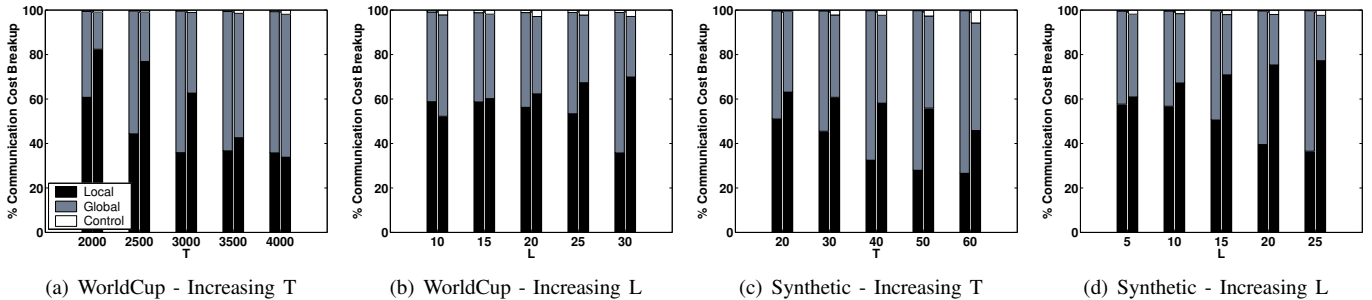 % Communication Cost Breakup
100
80
60
40
20
0
Local
Global
Control
2000 2500 3000 3500 4000
T
(a) WorldCup - Increasing T
% Communication Cost Breakup
100
80
60
40
20
0
10 15 20 25 30
L
(b) WorldCup - Increasing L
% Communication Cost Breakup
100
80
60
40
20
0
20 30 40 50 60
T
(c) Synthetic - Increasing T
% Communication Cost Breakup
100
80
60
40
20
0
5 10 15 20 25
L
(d) Synthetic - Increasing L